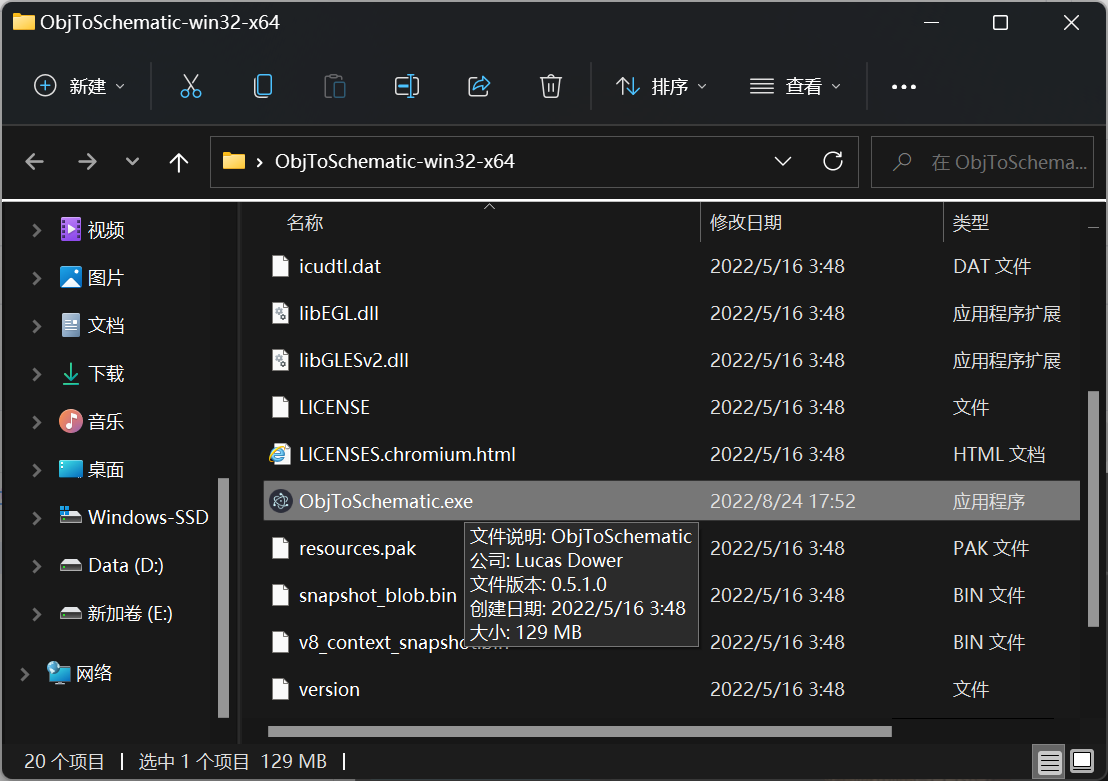 ObjToSchematic-win32-x64
新建
排序
查看
ObjToSchematic-win32-x64
在 ObjToSchema...
视频
图片
文档
下载
音乐
桌面
Windows-SSD
Data (D:)
新加卷 (E:)
网络
名称 修改日期 类型
icudtl.dat 2022/5/16 3:48 DAT 文件
libEGL.dll 2022/5/16 3:48 应用程序扩展
libGLESv2.dll 2022/5/16 3:48 应用程序扩展
LICENSE 2022/5/16 3:48 文件
LICENSES.chromium.html 2022/5/16 3:48 HTML 文档
ObjToSchematic.exe 2022/8/24 17:52 应用程序
resources.pak 2022/5/16 3:48 PAK 文件
snapshot_blob.bin 2022/5/16 3:48 BIN 文件
v8_context_snapshot.bin 2022/5/16 3:48 BIN 文件
version 2022/5/16 3:48 文件
文件说明: ObjToSchematic
公司: Lucas Dower
文件版本: 0.5.1.0
创建日期: 2022/5/16 3:48
大小: 129 MB
20 个项目 选中 1 个项目 129 MB